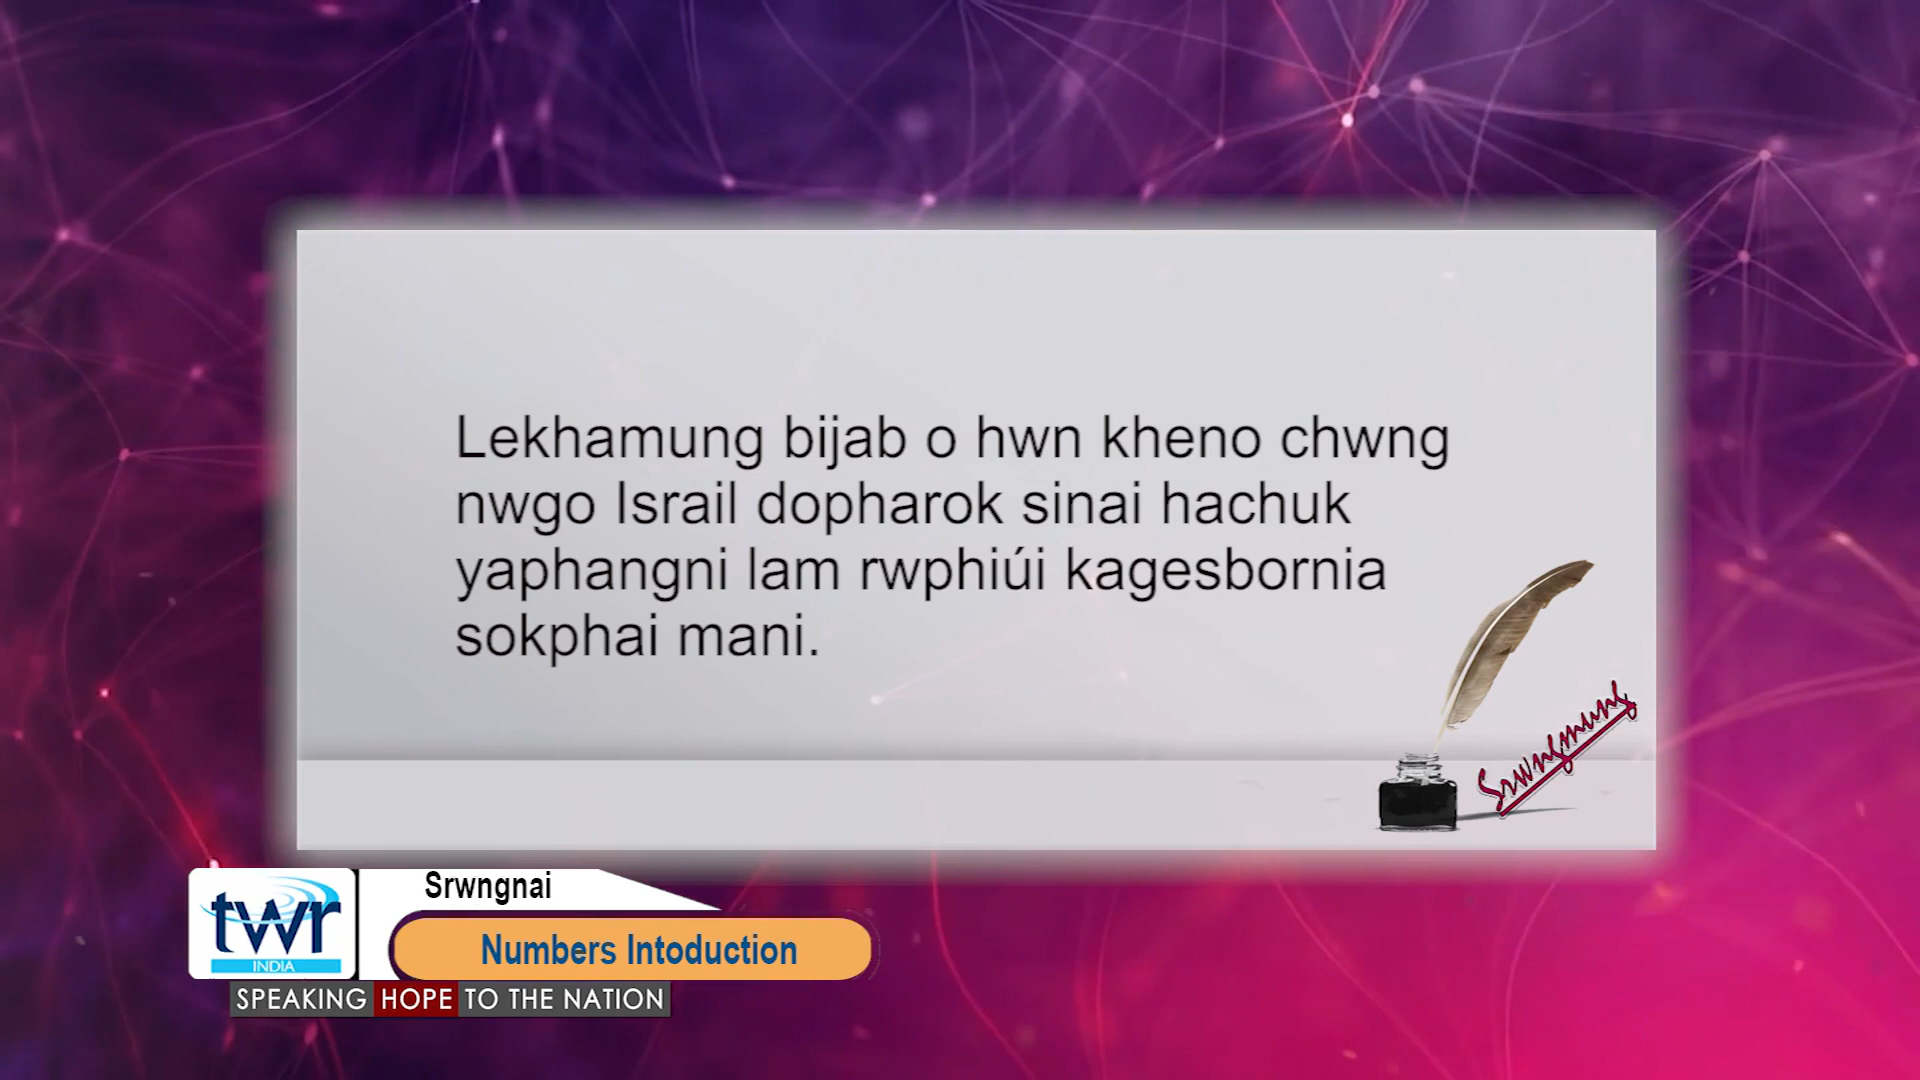 Lekhamung bijab o hwn kheno chwng
nwgo Israil dopharok sinai hachuk
yaphangni lam rwphiúi kagesbornia
sokphai mani.
Srwngmung
Srwngnai
twr
INDIA
Numbers Intoduction
SPEAKING HOPE TO THE NATION